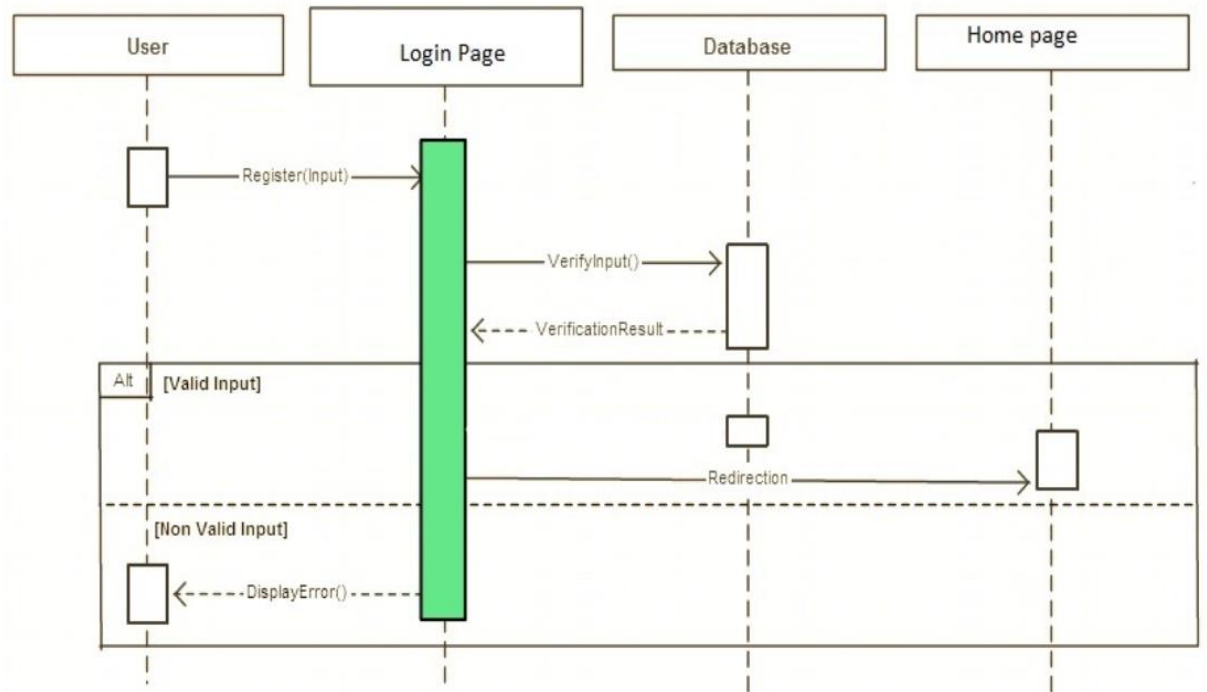 User
Login Page
Database
Home page
Register(Input)
VerifyInput()
VerificationResult
Alt
[Valid Input]
Redirection
[Non Valid Input]
DisplayError()